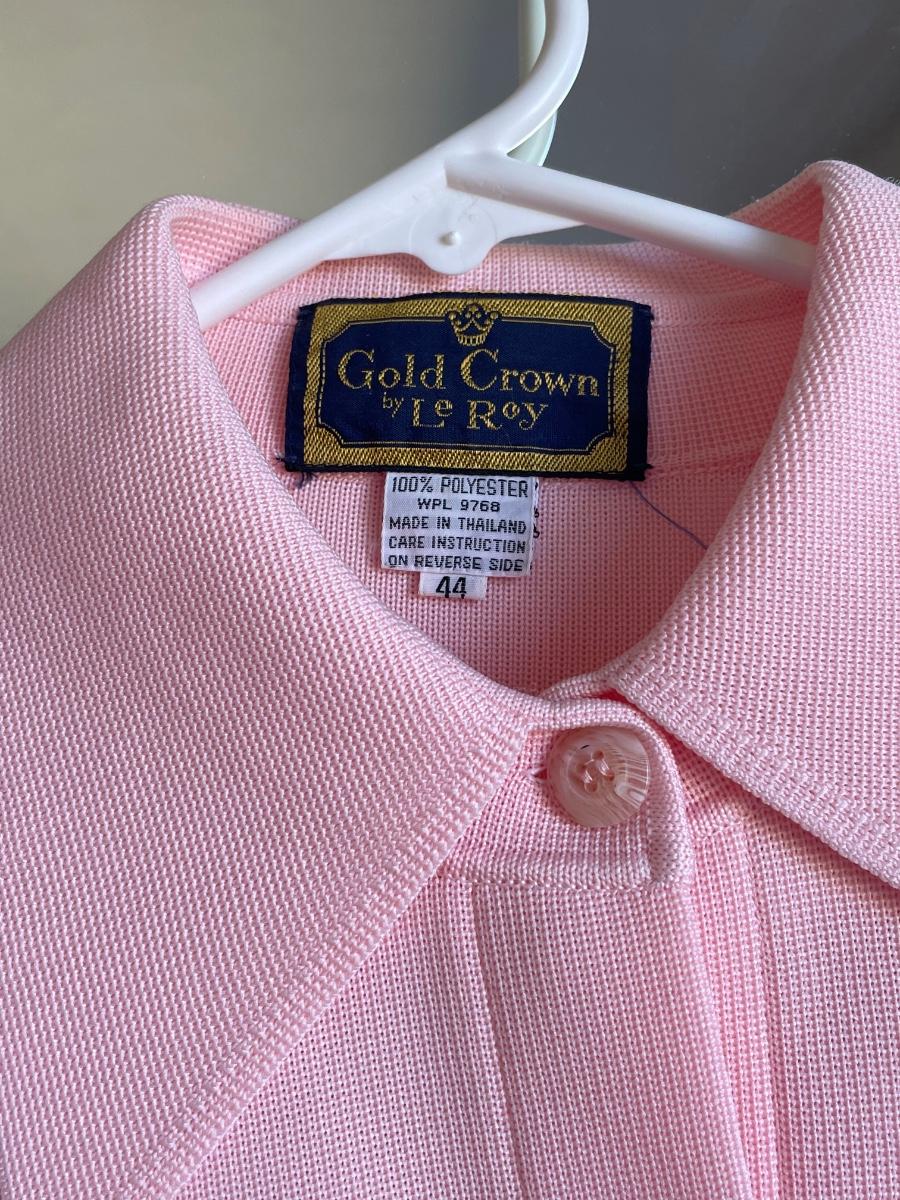 Gold Crown
by Le Roy
100% POLYESTER
WPL 9768
MADE IN THAILAND
CARE INSTRUCTION
ON REVERSE SIDE
44